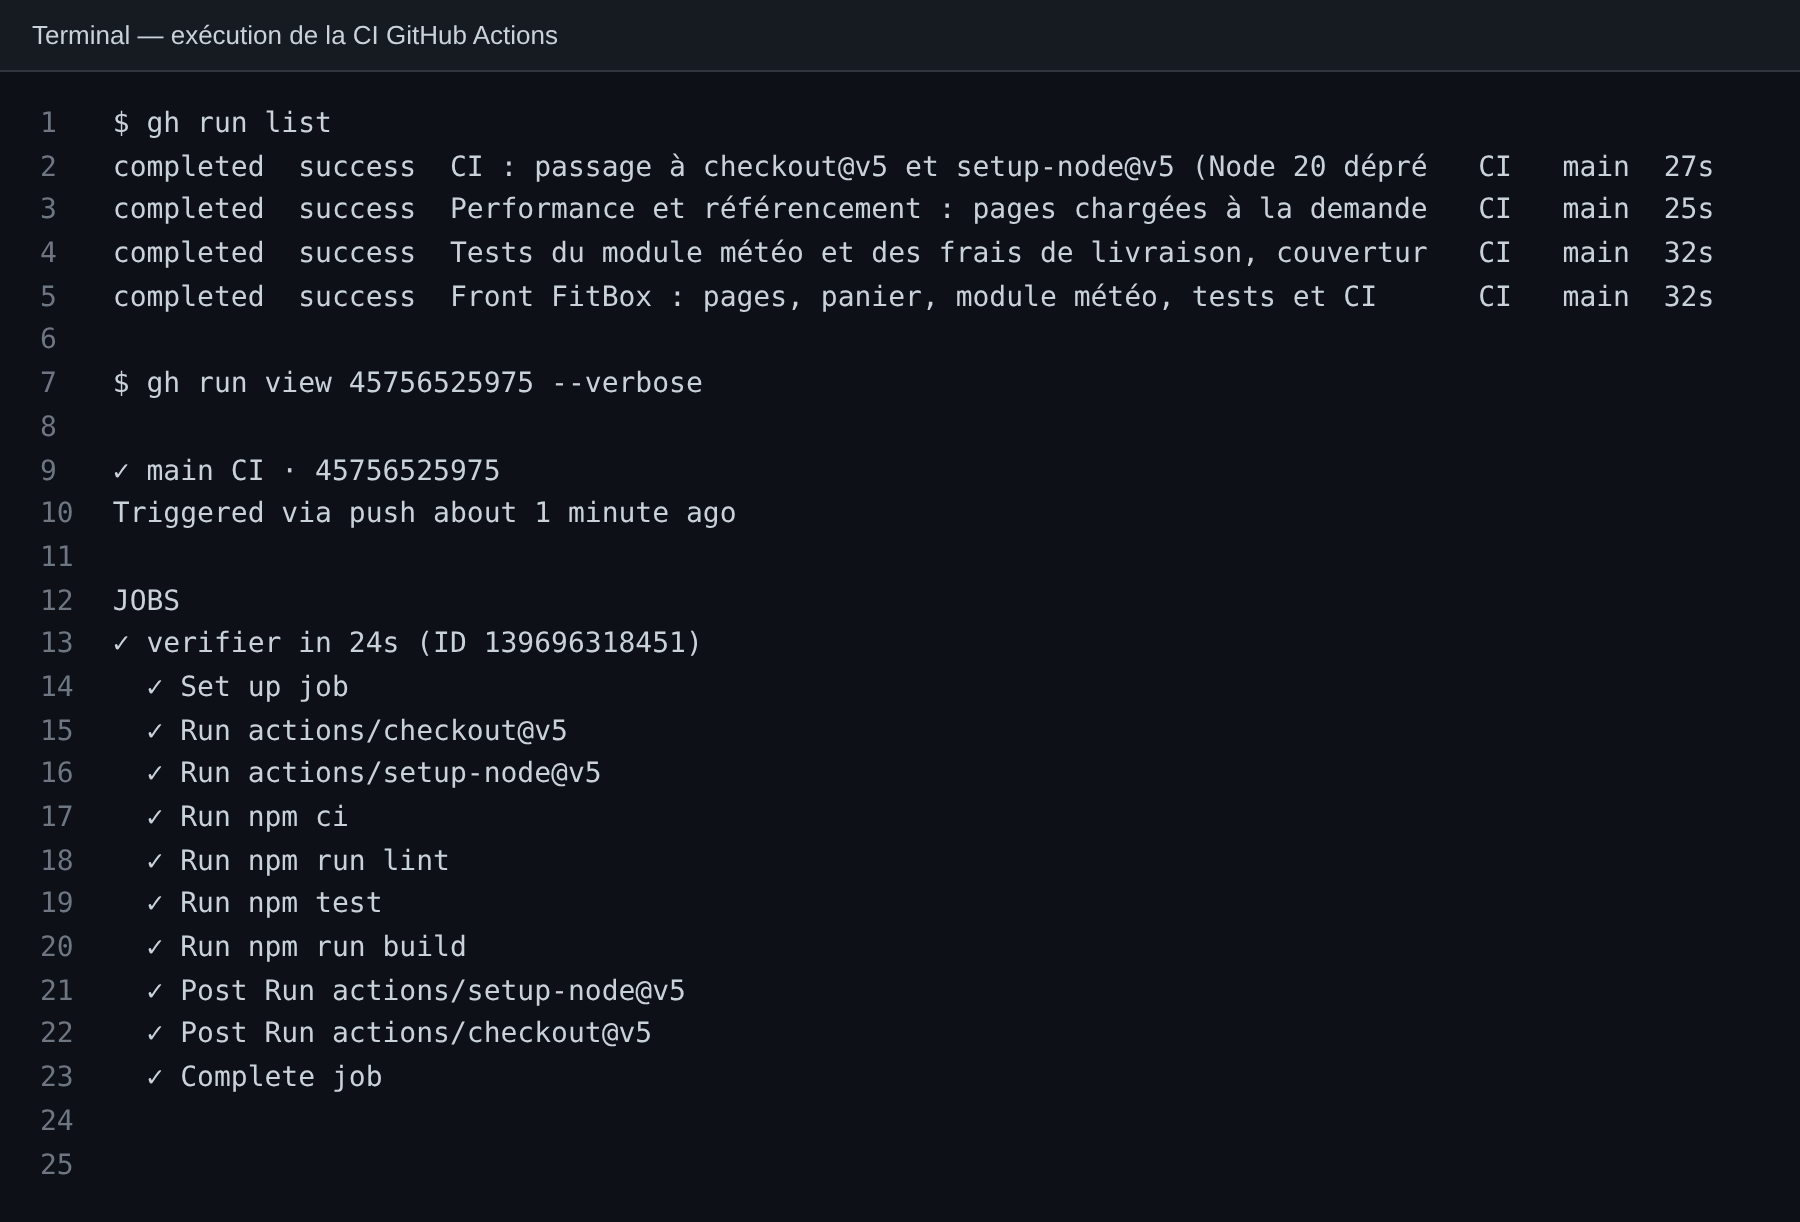 Terminal — exécution de la CI GitHub Actions
1 $ gh run list
2 completed success CI : passage à checkout@v5 et setup-node@v5 (Node 20 dépré CI main 27s
3 completed success Performance et référencement : pages chargées à la demande CI main 25s
4 completed success Tests du module météo et des frais de livraison, couvertur CI main 32s
5 completed success Front FitBox : pages, panier, module météo, tests et CI CI main 32s
6
7 $ gh run view 45756525975 --verbose
8
9 ✓ main CI · 45756525975
10 Triggered via push about 1 minute ago
11
12 JOBS
13 ✓ verifier in 24s (ID 139696318451)
14 ✓ Set up job
15 ✓ Run actions/checkout@v5
16 ✓ Run actions/setup-node@v5
17 ✓ Run npm ci
18 ✓ Run npm run lint
19 ✓ Run npm test
20 ✓ Run npm run build
21 ✓ Post Run actions/setup-node@v5
22 ✓ Post Run actions/checkout@v5
23 ✓ Complete job
24
25